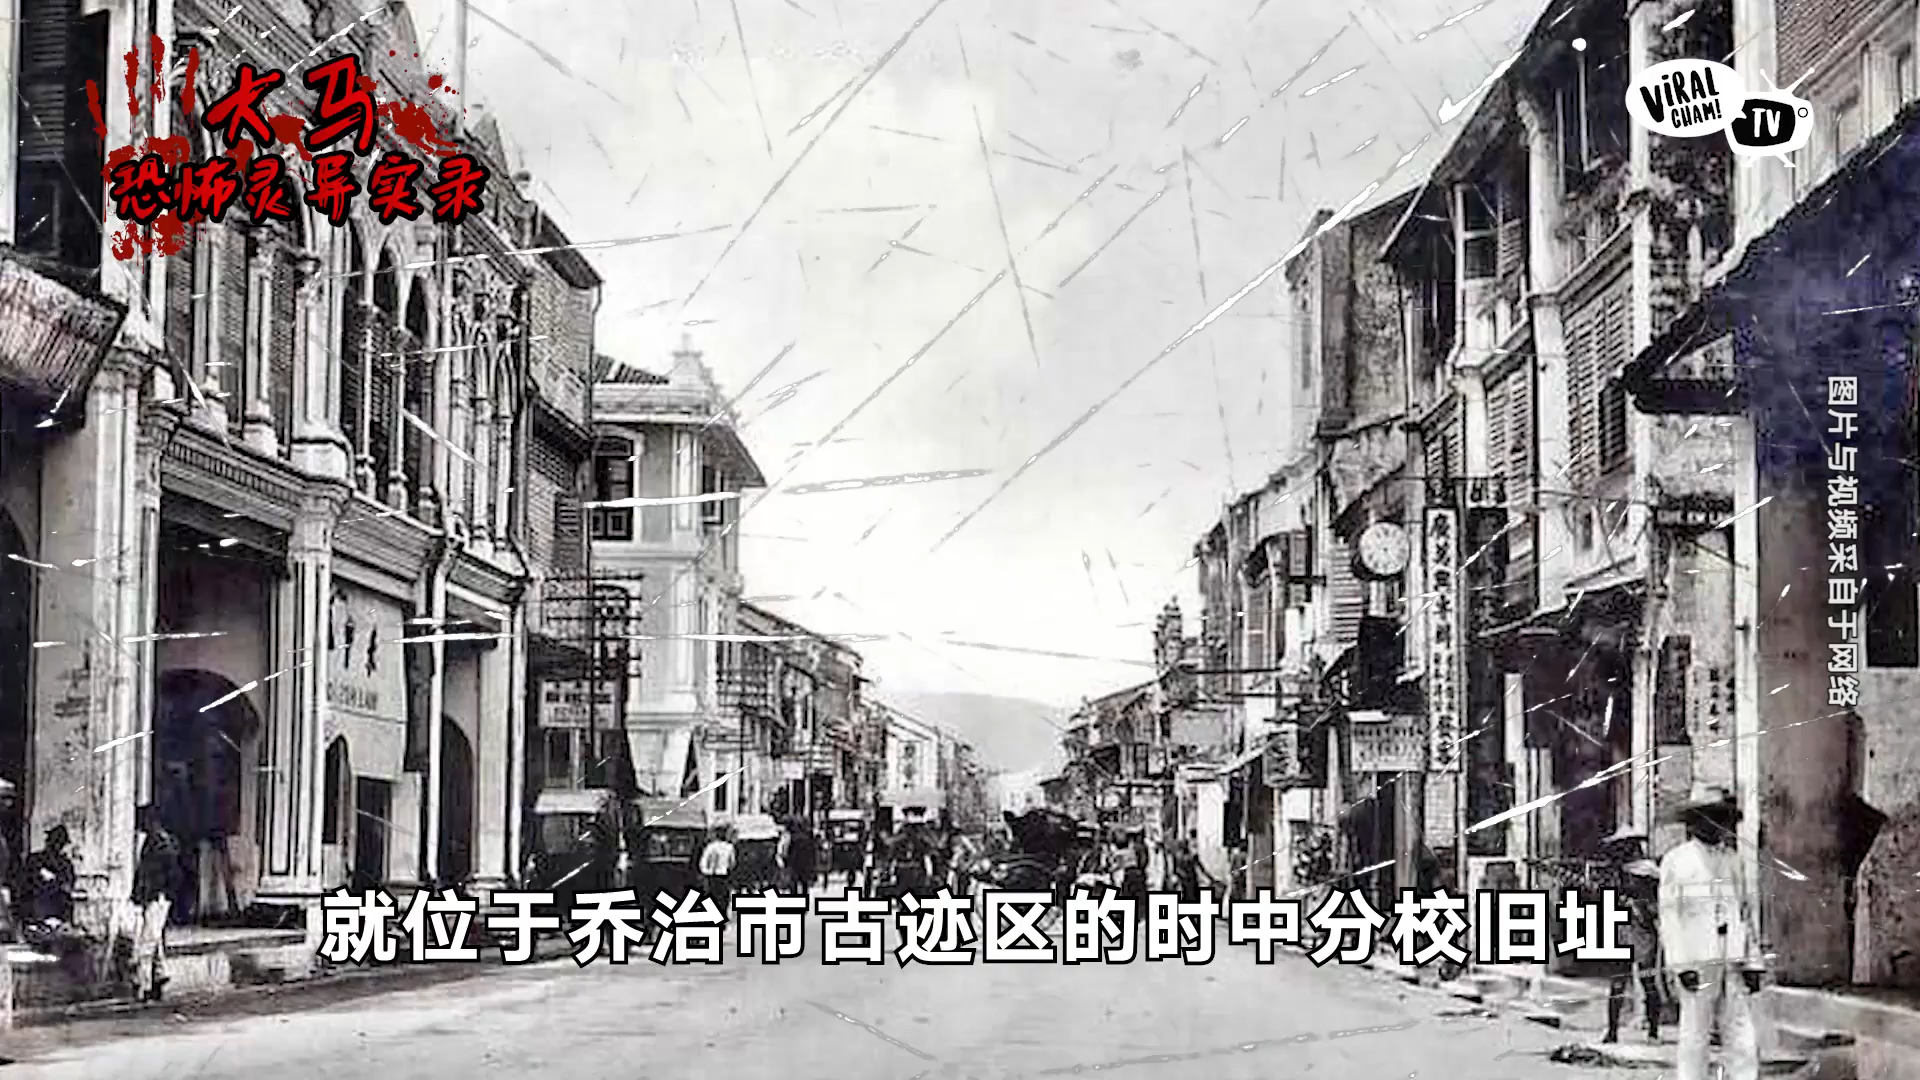 大马
恐怖灵异实录
ViRAL
CHAM!
TV
图片与视频采自于网络
就位于乔治市古迹区的时中分校旧址